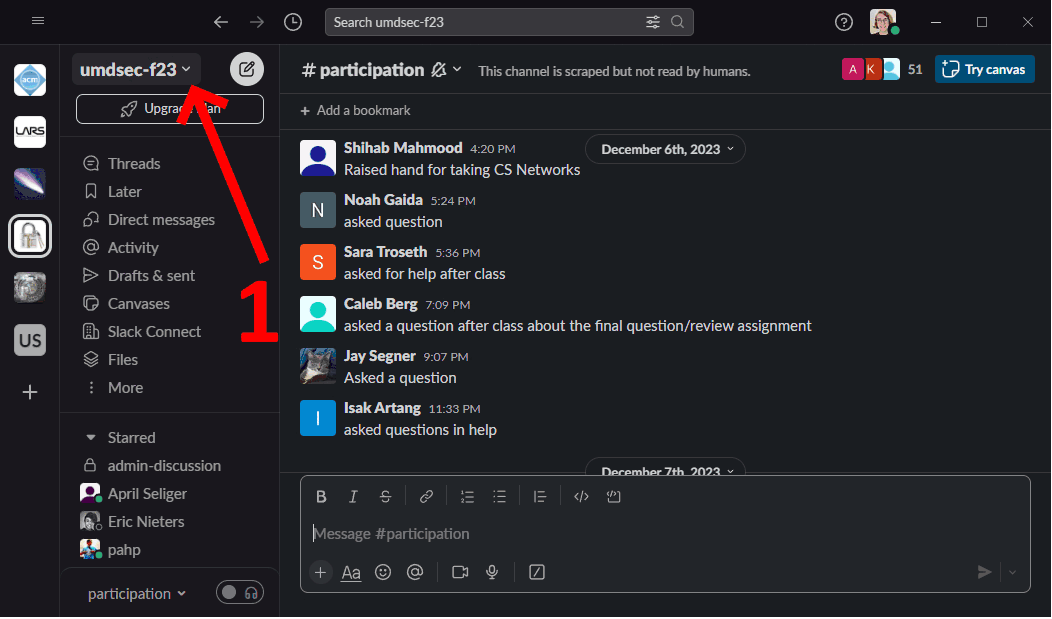 Search umdsec-f23
acm
LARS
US
umdsec-f23
Upgrade Plan
Threads
Later
Direct messages
Activity
Drafts & sent
Canvases
Slack Connect
Files
More
1
Starred
admin-discussion
April Seliger
Eric Nieters
pahp
participation
# participation
This channel is scraped but not read by humans.
A K 51
Try canvas
+ Add a bookmark
December 6th, 2023
Shihab Mahmood 4:20 PM
Raised hand for taking CS Networks
N
Noah Gaida 5:24 PM
asked question
S
Sara Troseth 5:36 PM
asked for help after class
Caleb Berg 7:09 PM
asked a question after class about the final question/review assignment
Jay Segner 9:07 PM
Asked a question
I
Isak Artang 11:33 PM
asked questions in help
December 7th, 2023
B I S
Message #participation
+ Aa @